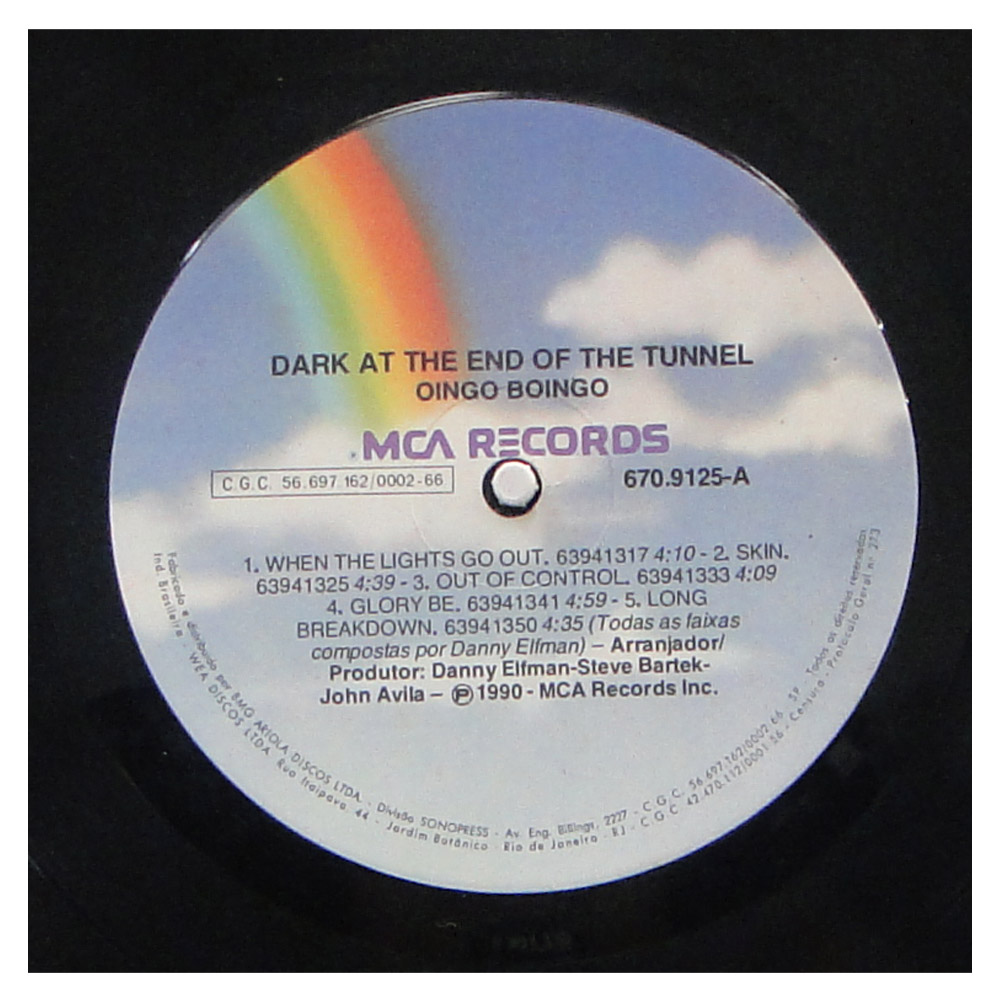 DARK AT THE END OF THE TUNNEL
OINGO BOINGO
MCA RECORDS
C.G.C. 56.697.162/0002-66
670.9125-A
1. WHEN THE LIGHTS GO OUT. 63941317 4:10 - 2. SKIN.
63941325 4:39 - 3. OUT OF CONTROL. 63941333 4:09
4. GLORY BE. 63941341 4:59 - 5. LONG
BREAKDOWN. 63941350 4:35 (Todas as faixas
compostas por Danny Elfman) – Arranjador/
Produtor: Danny Elfman-Steve Bartek-
John Avila – Ⓟ 1990 - MCA Records Inc.
Fabricado e distribuído por BMG ARIOLA DISCOS LTDA. - Divisão SONOPRESS - Av. Eng. Billings, 2227 - C.G.C. 56.697.162/0002-66 - SP - Todos os direitos reservados
Ind. Brasileira - WEA DISCOS LTDA. Rua Itaipava, 44 - Jardim Botânico - Rio de Janeiro - RJ - C.G.C. 42.470.112/0001-56 - Censura - Protocolo Geral nº 273